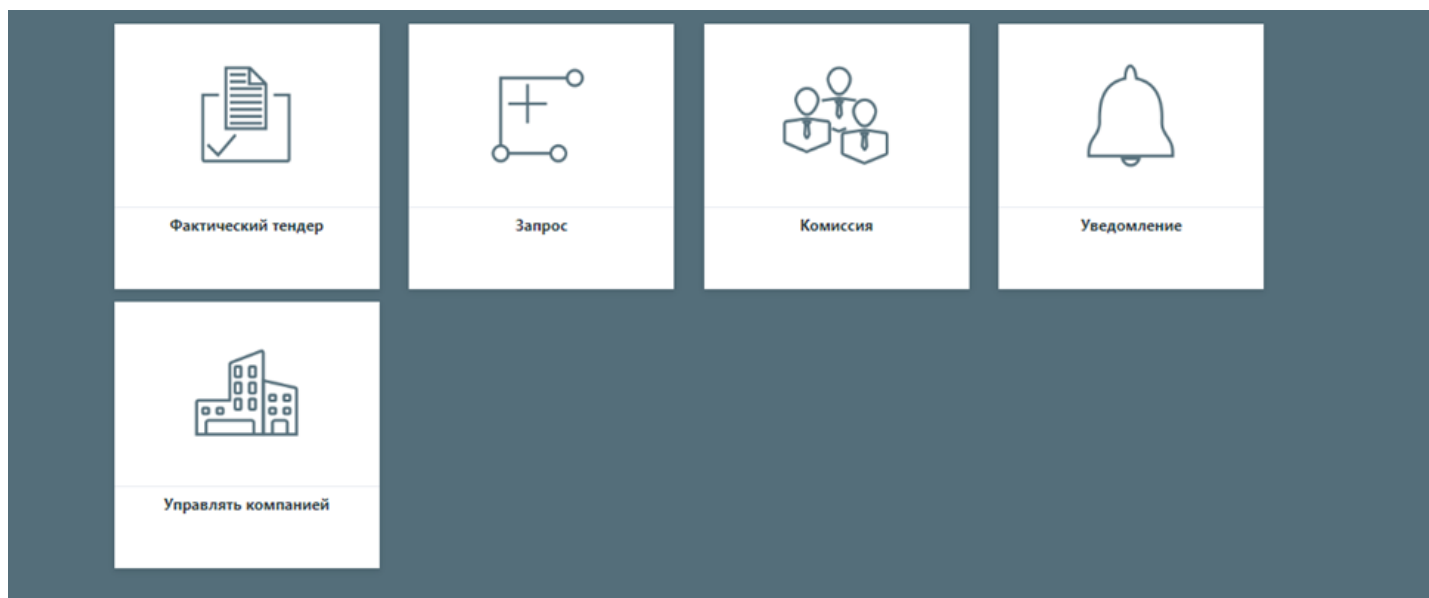 Фактический тендер
Запрос
Комиссия
Уведомление
Управлять компанией